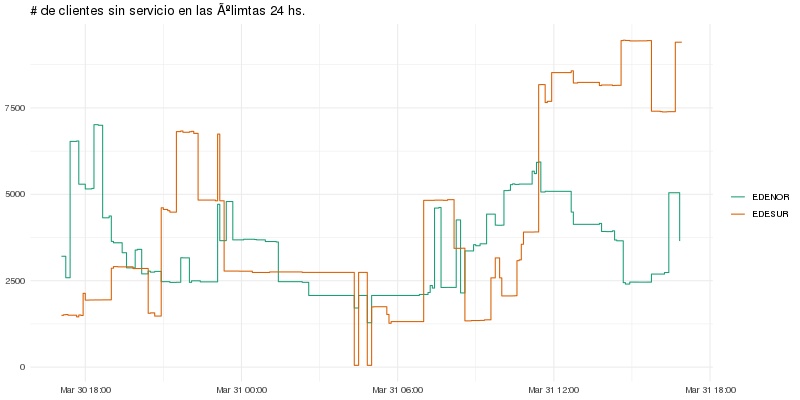 # de clientes sin servicio en las Ãºlimtas 24 hs.
7500
5000
2500
0
Mar 30 18:00
Mar 31 00:00
Mar 31 06:00
Mar 31 12:00
Mar 31 18:00
EDENOR
EDESUR